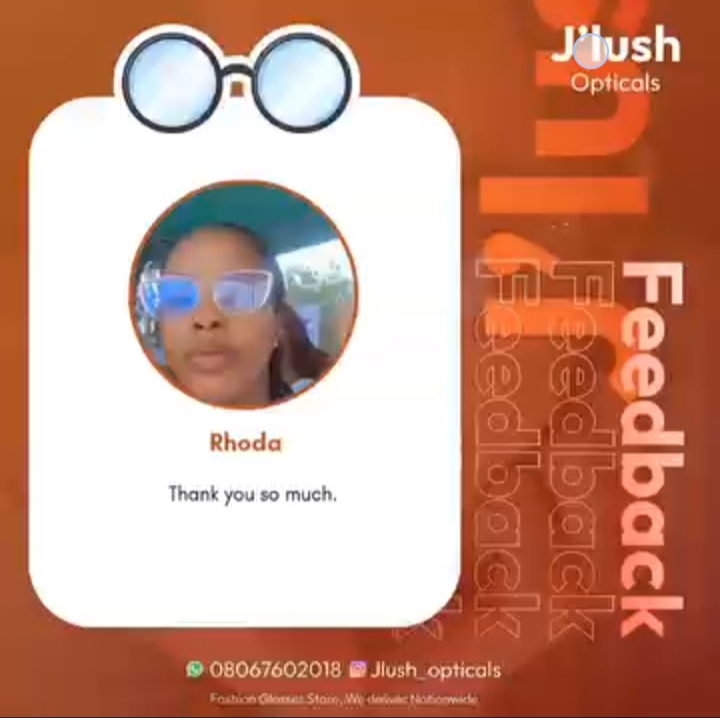 J'lush
Opticals
Feedback
Feedback
Feedback
Rhoda
Thank you so much.
08067602018 Jlush_opticals
Fashion Glasses Store, We deliver Nationwide